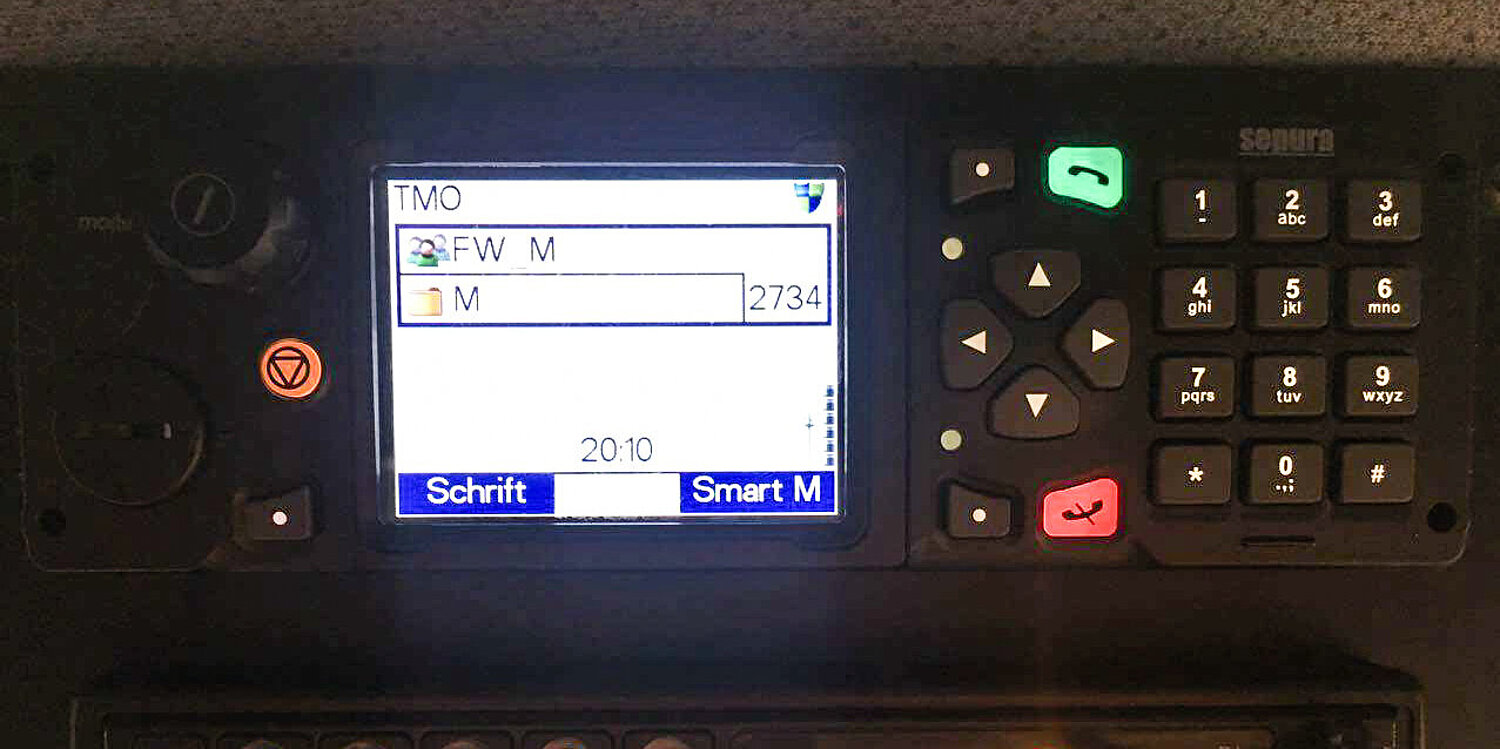 TMO
FW_M
M 2734
20:10
Schrift Smart M
sepura
1 2 abc 3 def
4 ghi 5 jkl 6 mno
7 pqrs 8 tuv 9 wxyz
* 0 .,; #